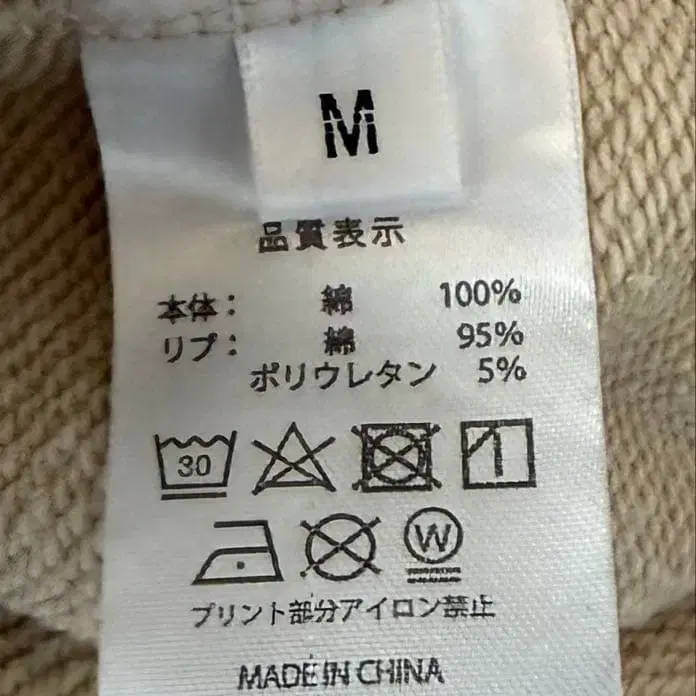 M
品質表示
本体: 綿 100%
リブ: 綿 95%
ポリウレタン 5%
30
W
プリント部分アイロン禁止
MADE IN CHINA